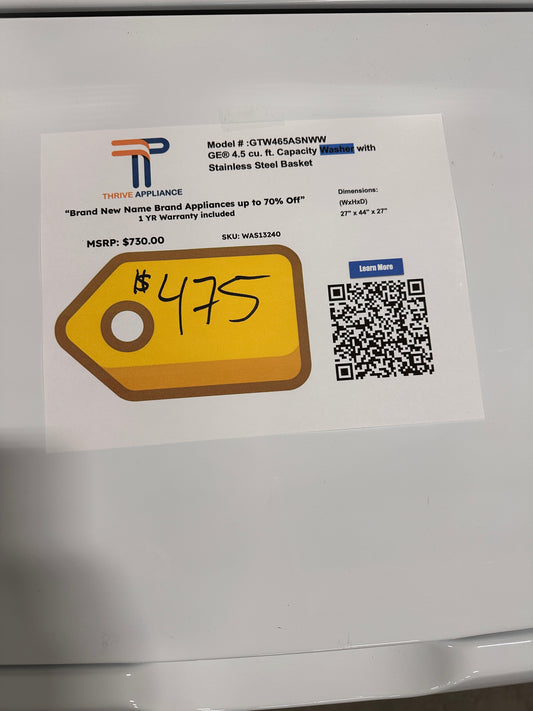 Model # :GTW465ASNWW
GE® 4.5 cu. ft. Capacity Washer with
Stainless Steel Basket
TP
THRIVE APPLIANCE
“Brand New Name Brand Appliances up to 70% Off”
1 YR Warranty included
Dimensions:
(WxHxD)
27" x 44" x 27"
MSRP: $730.00
SKU: WAS13240
$475
Learn More